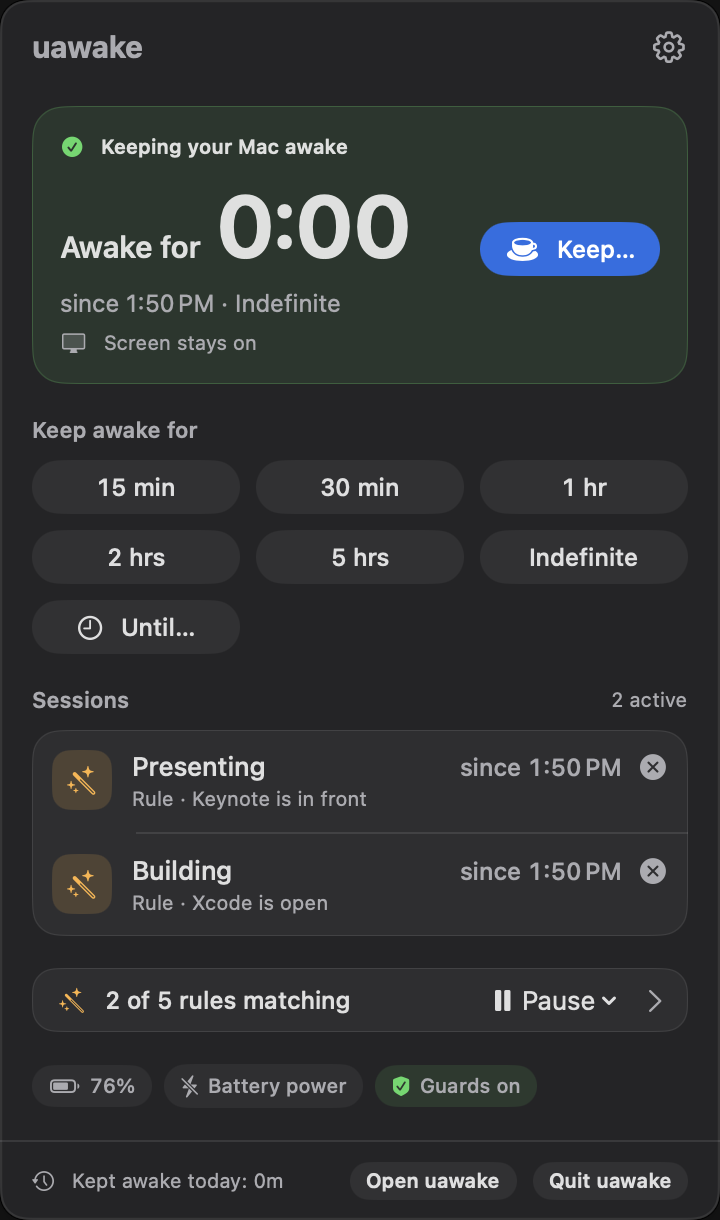 uawake
Keeping your Mac awake
Awake for 0:00
Keep...
since 1:50 PM · Indefinite
Screen stays on
Keep awake for
15 min
30 min
1 hr
2 hrs
5 hrs
Indefinite
Until...
Sessions
2 active
Presenting
since 1:50 PM
Rule · Keynote is in front
Building
since 1:50 PM
Rule · Xcode is open
2 of 5 rules matching
Pause
76%
Battery power
Guards on
Kept awake today: 0m
Open uawake
Quit uawake